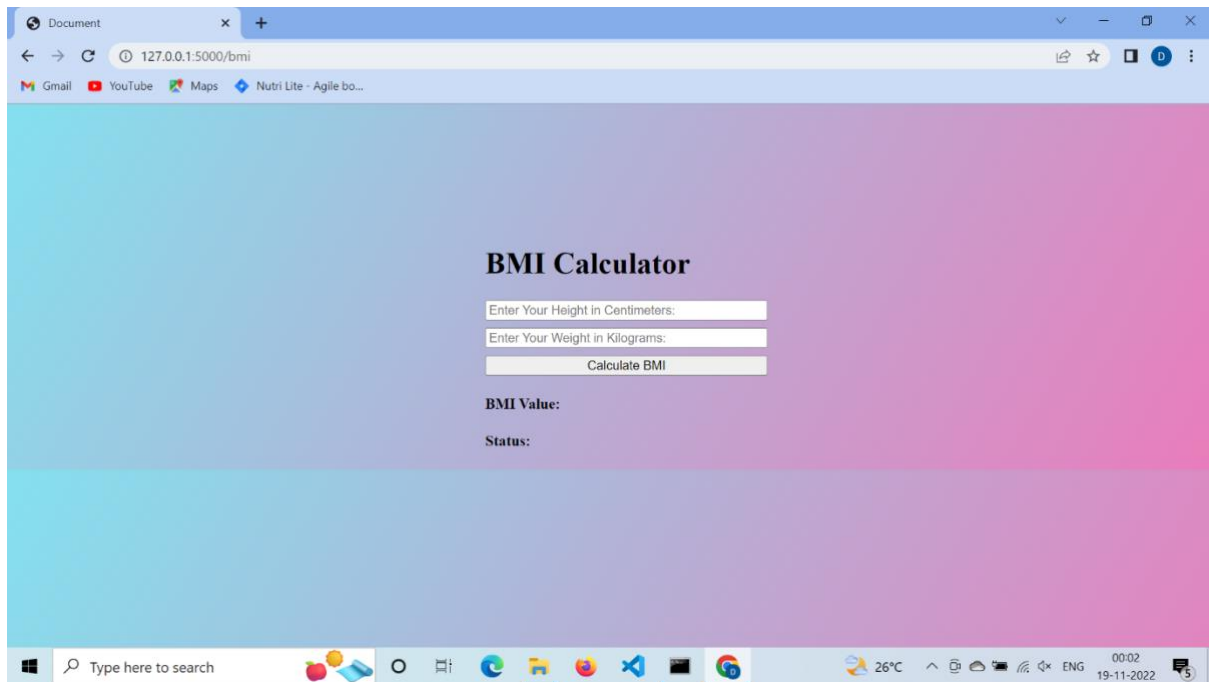 Document
127.0.0.1:5000/bmi
D
Gmail YouTube Maps Nutri Lite - Agile bo...
BMI Calculator
Enter Your Height in Centimeters:
Enter Your Weight in Kilograms:
Calculate BMI
BMI Value:
Status:
Type here to search
26°C
ENG
00:02
19-11-2022
5